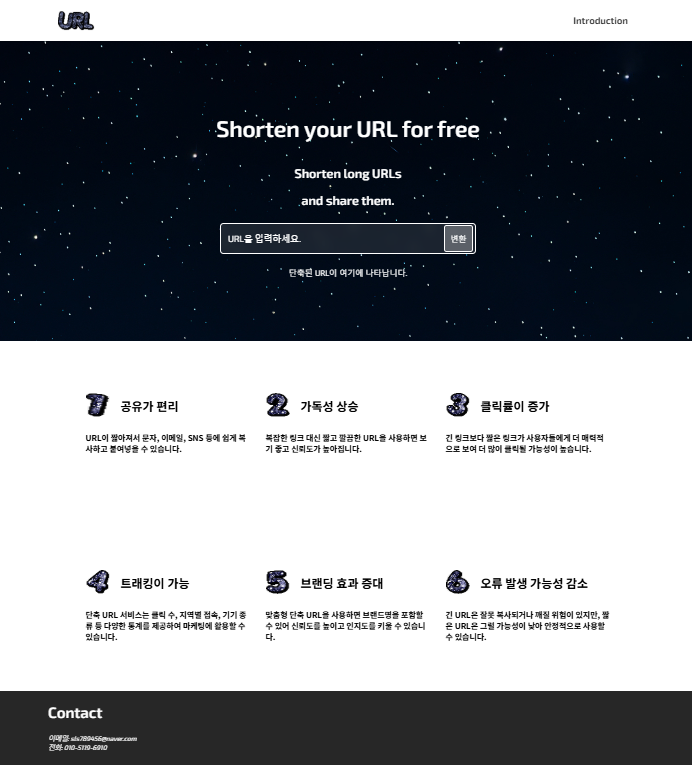 URL
Introduction
Shorten your URL for free
Shorten long URLs
and share them.
URL을 입력하세요.
변환
단축된 URL이 여기에 나타납니다.
1 공유가 편리
URL이 짧아져서 문자, 이메일, SNS 등에 쉽게 복
사하고 붙여넣을 수 있습니다.
2 가독성 상승
복잡한 링크 대신 짧고 깔끔한 URL을 사용하면 보
기 좋고 신뢰도가 높아집니다.
3 클릭률이 증가
긴 링크보다 짧은 링크가 사용자들에게 더 매력적
으로 보여 더 많이 클릭될 가능성이 높습니다.
4 트래킹이 가능
단축 URL 서비스는 클릭 수, 지역별 접속, 기기 종
류 등 다양한 통계를 제공하여 마케팅에 활용할 수
있습니다.
5 브랜딩 효과 증대
맞춤형 단축 URL을 사용하면 브랜드명을 포함할
수 있어 신뢰도를 높이고 인지도를 키울 수 있습니
다.
6 오류 발생 가능성 감소
긴 URL은 잘못 복사되거나 깨질 위험이 있지만, 짧
은 URL은 그럴 가능성이 낮아 안정적으로 사용할
수 있습니다.
Contact
이메일: sls789456@naver.com
전화: 010-5119-6910